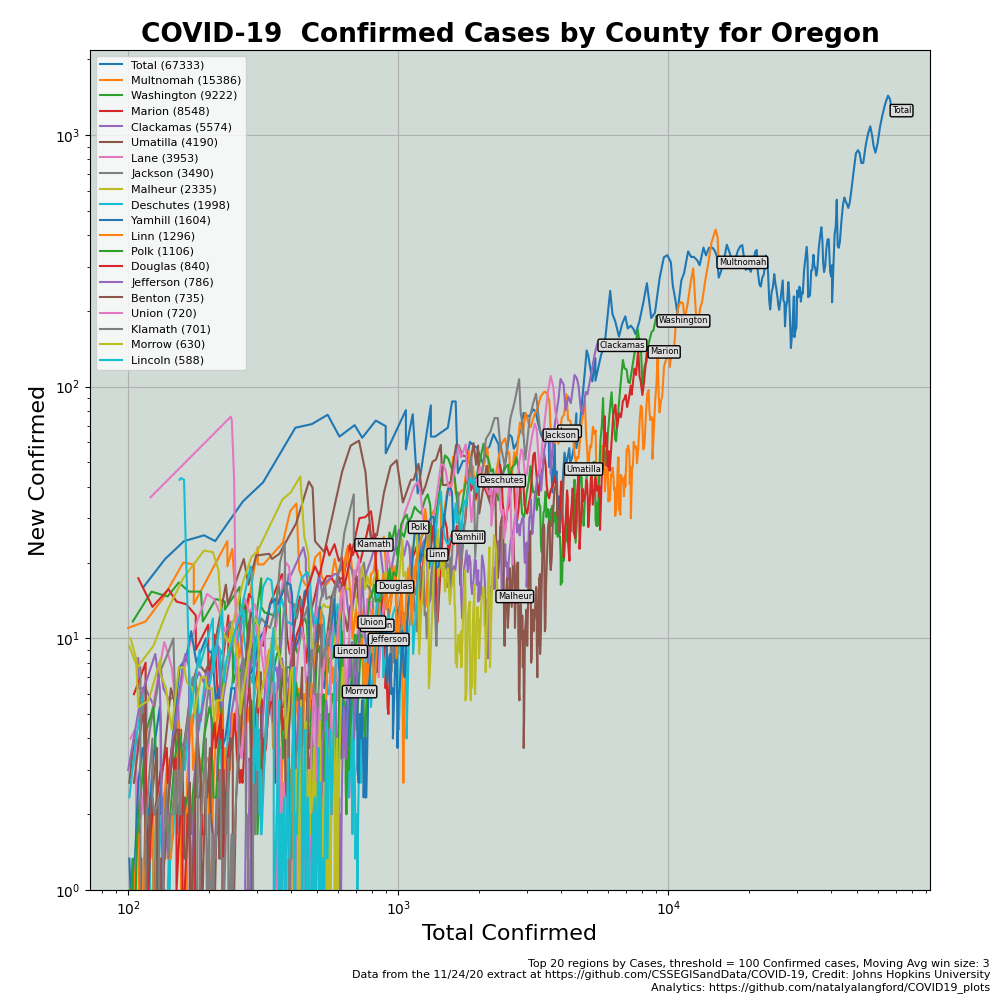 COVID-19  Confirmed Cases by County for Oregon
Total (67333)
Multnomah (15386)
Washington (9222)
Marion (8548)
Clackamas (5574)
Umatilla (4190)
Lane (3953)
Jackson (3490)
Malheur (2335)
Deschutes (1998)
Yamhill (1604)
Linn (1296)
Polk (1106)
Douglas (840)
Jefferson (786)
Benton (735)
Union (720)
Klamath (701)
Morrow (630)
Lincoln (588)
New Confirmed
10³
10²
10¹
10⁰
Total
Multnomah
Washington
Clackamas
Marion
Jackson
Umatilla
Deschutes
Polk
Yamhill
Klamath
Linn
Douglas
Malheur
Union
Jefferson
Lincoln
Morrow
10²
10³
10⁴
Total Confirmed
Top 20 regions by Cases, threshold = 100 Confirmed cases, Moving Avg win size: 3
Data from the 11/24/20 extract at https://github.com/CSSEGISandData/COVID-19, Credit: Johns Hopkins University
Analytics: https://github.com/natalyalangford/COVID19_plots